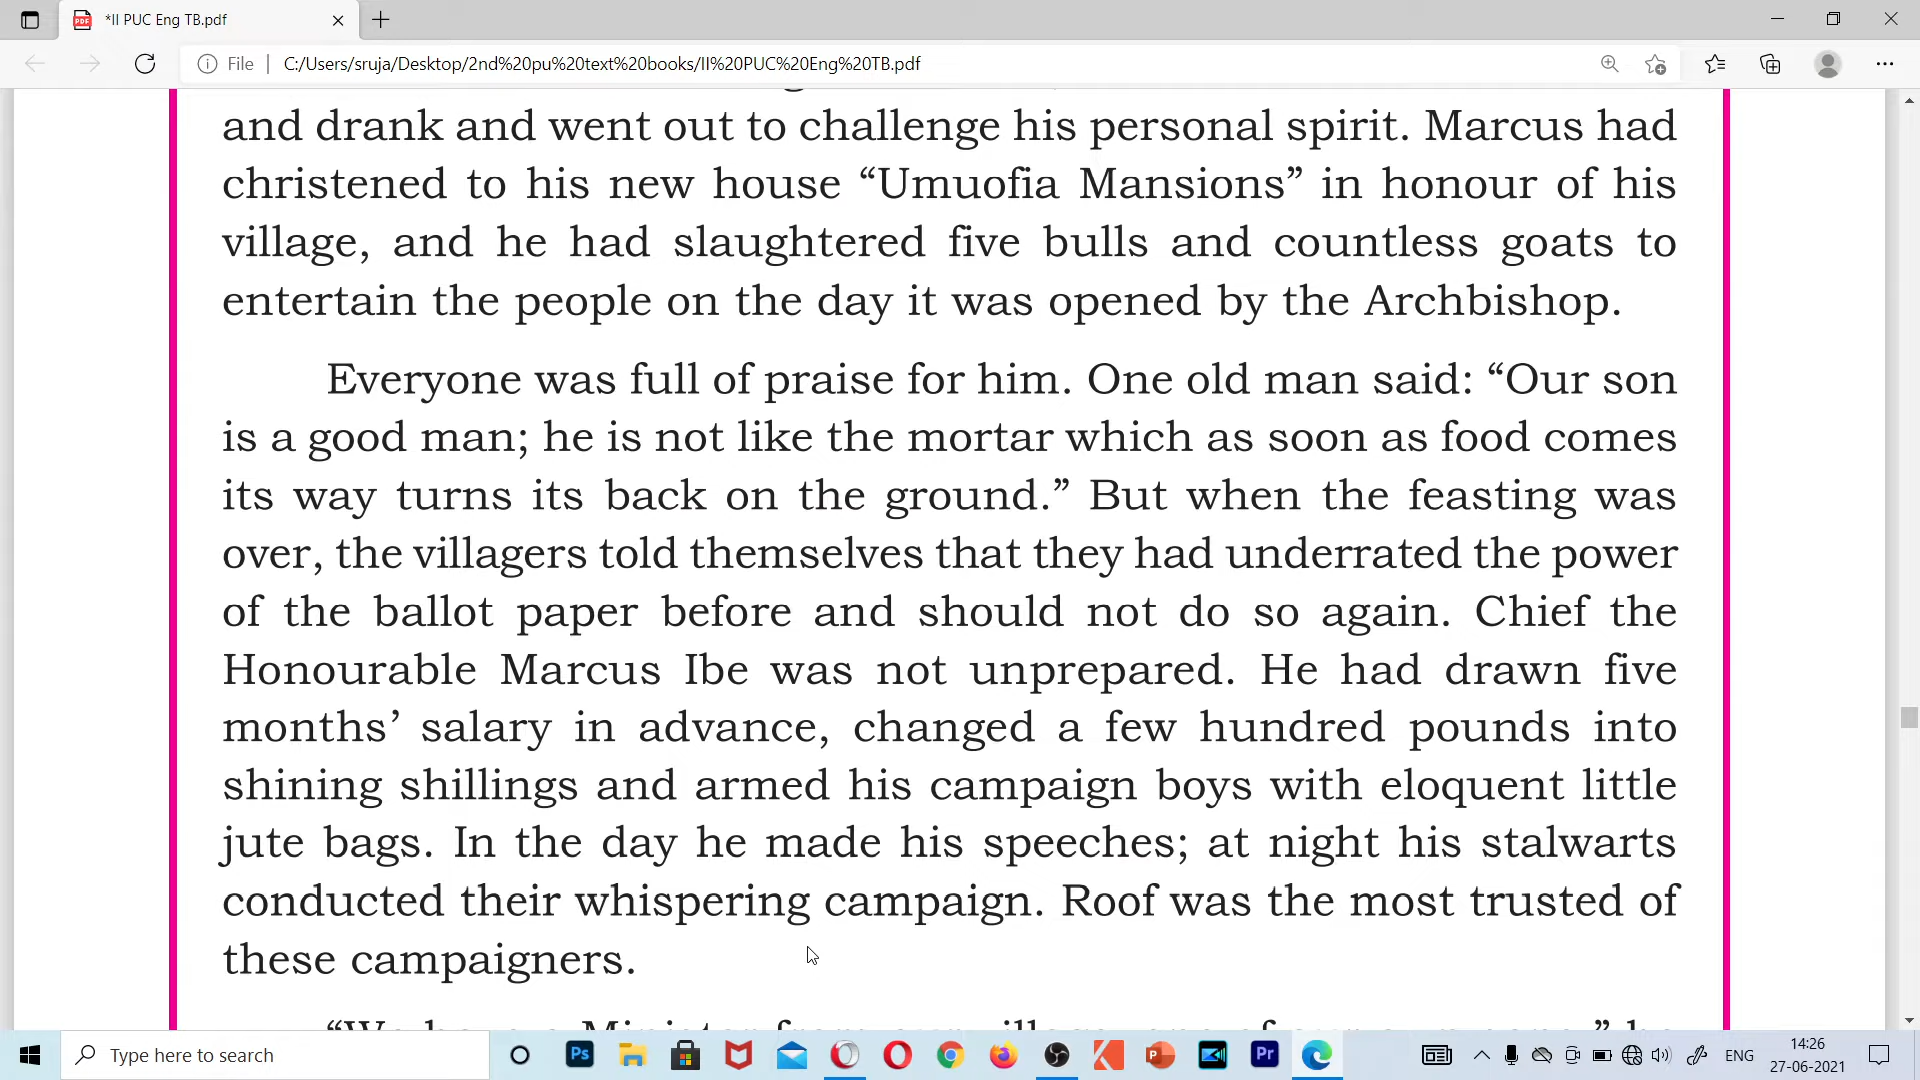 *II PUC Eng TB.pdf
File
C:/Users/sruja/Desktop/2nd%20pu%20text%20books/II%20PUC%20Eng%20TB.pdf
and drank and went out to challenge his personal spirit. Marcus had
christened to his new house “Umuofia Mansions” in honour of his
village, and he had slaughtered five bulls and countless goats to
entertain the people on the day it was opened by the Archbishop.
Everyone was full of praise for him. One old man said: “Our son
is a good man; he is not like the mortar which as soon as food comes
its way turns its back on the ground.” But when the feasting was
over, the villagers told themselves that they had underrated the power
of the ballot paper before and should not do so again. Chief the
Honourable Marcus Ibe was not unprepared. He had drawn five
months’ salary in advance, changed a few hundred pounds into
shining shillings and armed his campaign boys with eloquent little
jute bags. In the day he made his speeches; at night his stalwarts
conducted their whispering campaign. Roof was the most trusted of
these campaigners.
Type here to search
Ps
Pr
ENG
14:26
27-06-2021